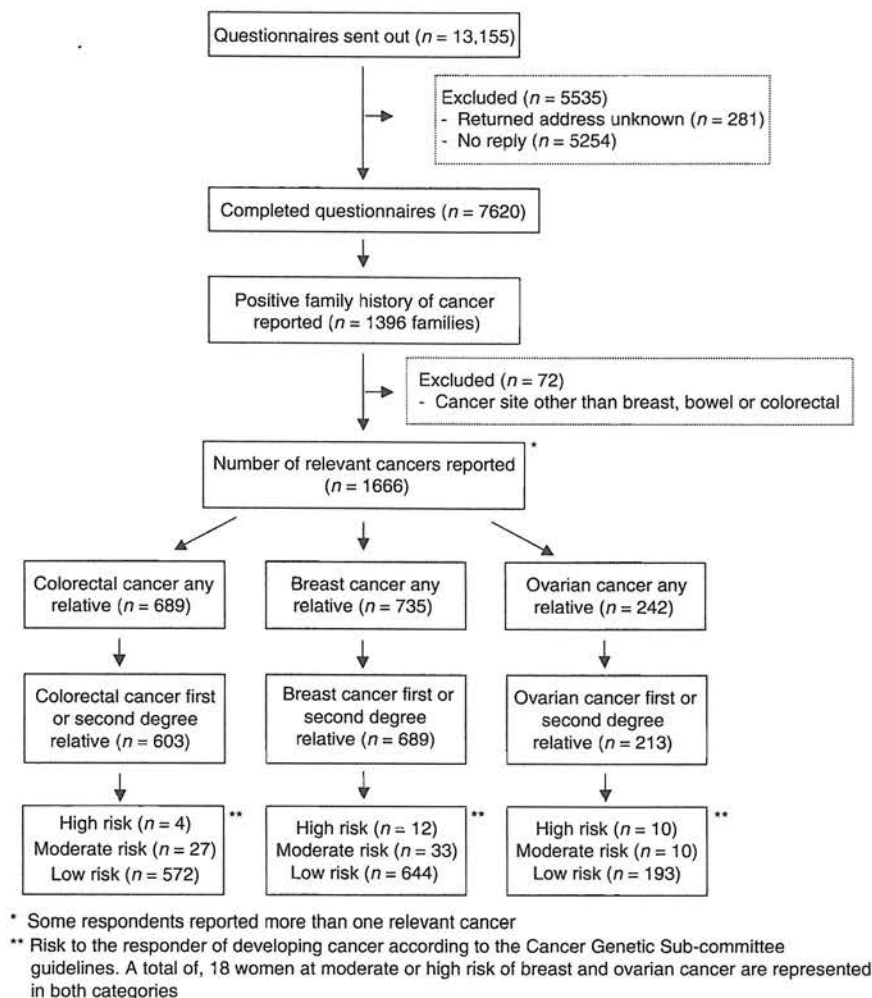 Questionnaires sent out (n = 13,155)
Excluded (n = 5535)
- Returned address unknown (n = 281)
- No reply (n = 5254)
Completed questionnaires (n = 7620)
Positive family history of cancer
reported (n = 1396 families)
Excluded (n = 72)
- Cancer site other than breast, bowel or colorectal
Number of relevant cancers reported *
(n = 1666)
Colorectal cancer any
relative (n = 689)
Breast cancer any
relative (n = 735)
Ovarian cancer any
relative (n = 242)
Colorectal cancer first
or second degree
relative (n = 603)
Breast cancer first or
second degree
relative (n = 689)
Ovarian cancer first
or second degree
relative (n = 213)
High risk (n = 4) **
Moderate risk (n = 27)
Low risk (n = 572)
High risk (n = 12) **
Moderate risk (n = 33)
Low risk (n = 644)
High risk (n = 10) **
Moderate risk (n = 10)
Low risk (n = 193)
* Some respondents reported more than one relevant cancer
** Risk to the responder of developing cancer according to the Cancer Genetic Sub-committee
guidelines. A total of, 18 women at moderate or high risk of breast and ovarian cancer are represented
in both categories